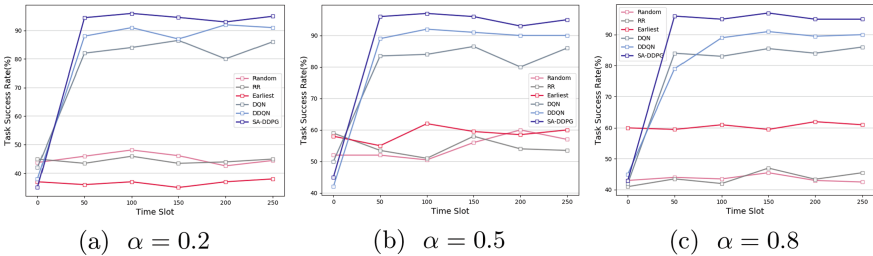 Task Success Rate(%)
90
80
70
60
50
40
Random
RR
Earliest
DQN
DDQN
SA-DDPG
0
50
100
150
200
250
Time Slot
(a) α = 0.2
Task Success Rate(%)
90
80
70
60
50
40
Random
RR
Earliest
DQN
DDQN
SA-DDPG
0
50
100
150
200
250
Time Slot
(b) α = 0.5
Task Success Rate(%)
90
80
70
60
50
40
Random
RR
Earliest
DQN
DDQN
SA-DDPG
0
50
100
150
200
250
Time Slot
(c) α = 0.8